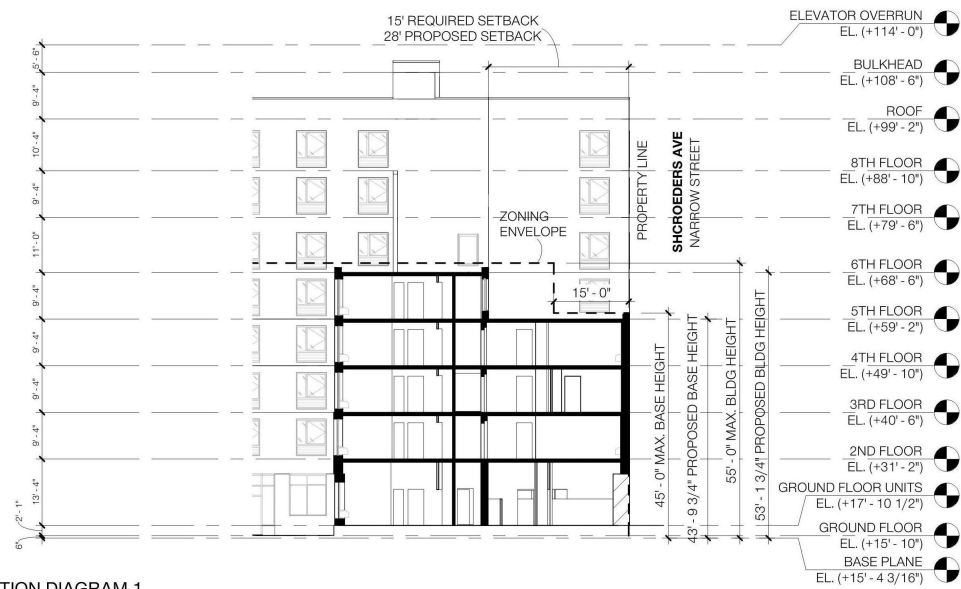 15' REQUIRED SETBACK
28' PROPOSED SETBACK
ELEVATOR OVERRUN
EL. (+114' - 0")
BULKHEAD
EL. (+108' - 6")
ROOF
EL. (+99' - 2")
8TH FLOOR
EL. (+88' - 10")
7TH FLOOR
EL. (+79' - 6")
6TH FLOOR
EL. (+68' - 6")
5TH FLOOR
EL. (+59' - 2")
4TH FLOOR
EL. (+49' - 10")
3RD FLOOR
EL. (+40' - 6")
2ND FLOOR
EL. (+31' - 2")
GROUND FLOOR UNITS
EL. (+17' - 10 1/2")
GROUND FLOOR
EL. (+15' - 10")
BASE PLANE
EL. (+15' - 4 3/16")
5' - 6"
9' - 4"
10' - 4"
9' - 4"
11' - 0"
9' - 4"
9' - 4"
9' - 4"
9' - 4"
13' - 4"
2' - 1"
6"
ZONING
ENVELOPE
PROPERTY LINE
SHCROEDERS AVE
NARROW STREET
15' - 0"
45' - 0" MAX. BASE HEIGHT
43' - 9 3/4" PROPOSED BASE HEIGHT
55' - 0" MAX. BLDG HEIGHT
53' - 1 3/4" PROPOSED BLDG HEIGHT
TION DIAGRAM 1